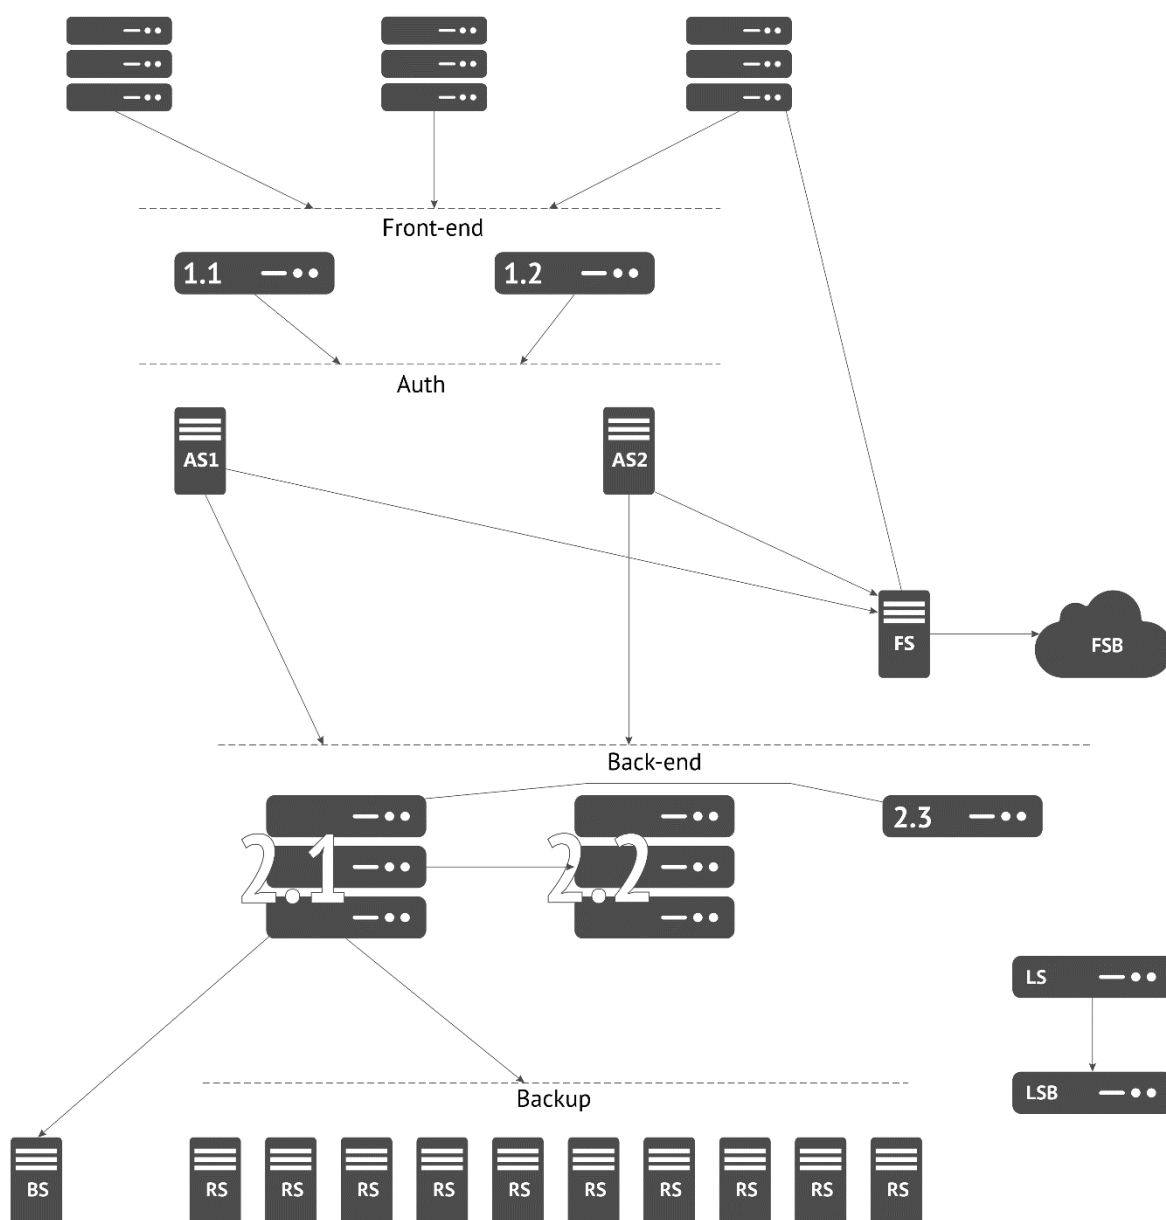 Front-end
1.1
1.2
Auth
AS1
AS2
FS
FSB
Back-end
2.1
2.2
2.3
LS
LSB
Backup
BS
RS
RS
RS
RS
RS
RS
RS
RS
RS
RS